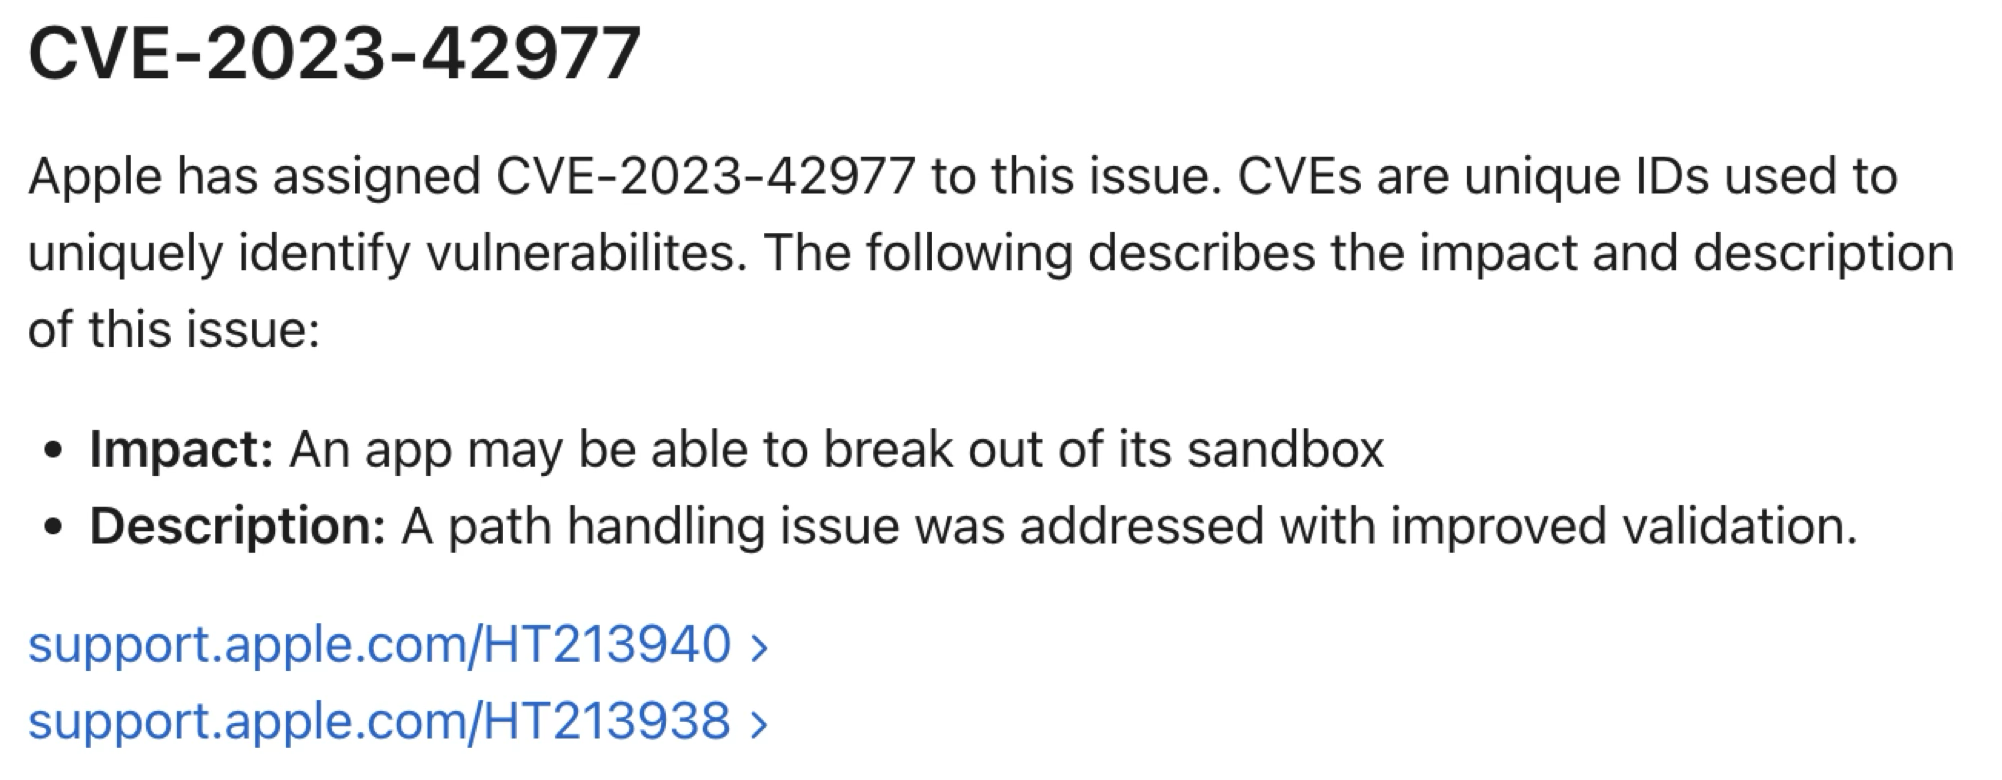 CVE-2023-42977
Apple has assigned CVE-2023-42977 to this issue. CVEs are unique IDs used to
uniquely identify vulnerabilites. The following describes the impact and description
of this issue:
• Impact: An app may be able to break out of its sandbox
• Description: A path handling issue was addressed with improved validation.
support.apple.com/HT213940 >
support.apple.com/HT213938 >